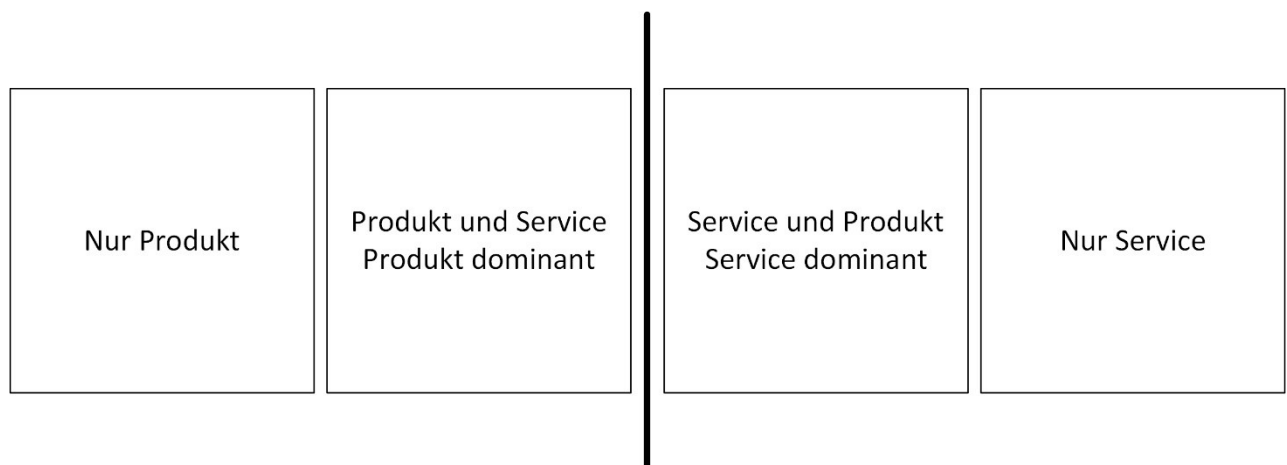 Nur Produkt
Produkt und Service
Produkt dominant
Service und Produkt
Service dominant
Nur Service